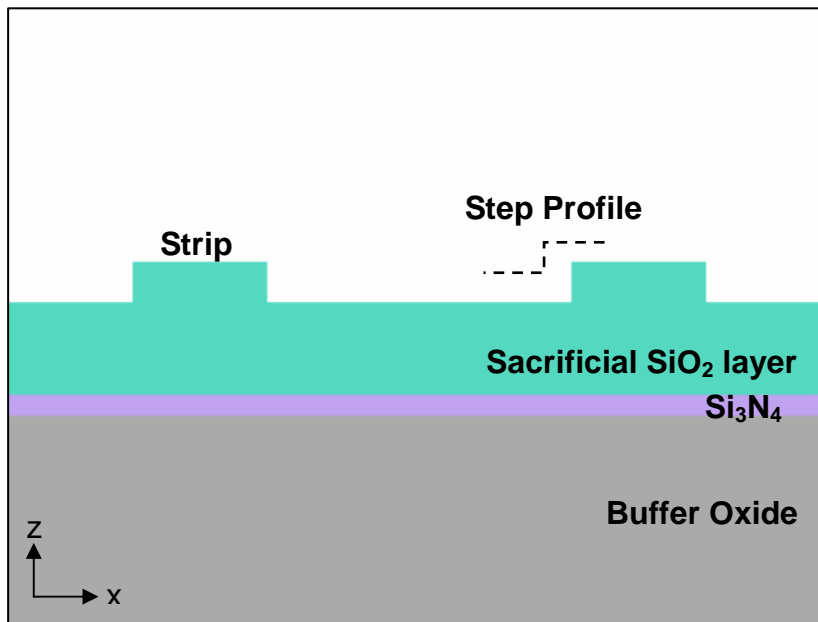 Step Profile
Strip
Sacrificial SiO₂ layer
Si₃N₄
Buffer Oxide
z
x